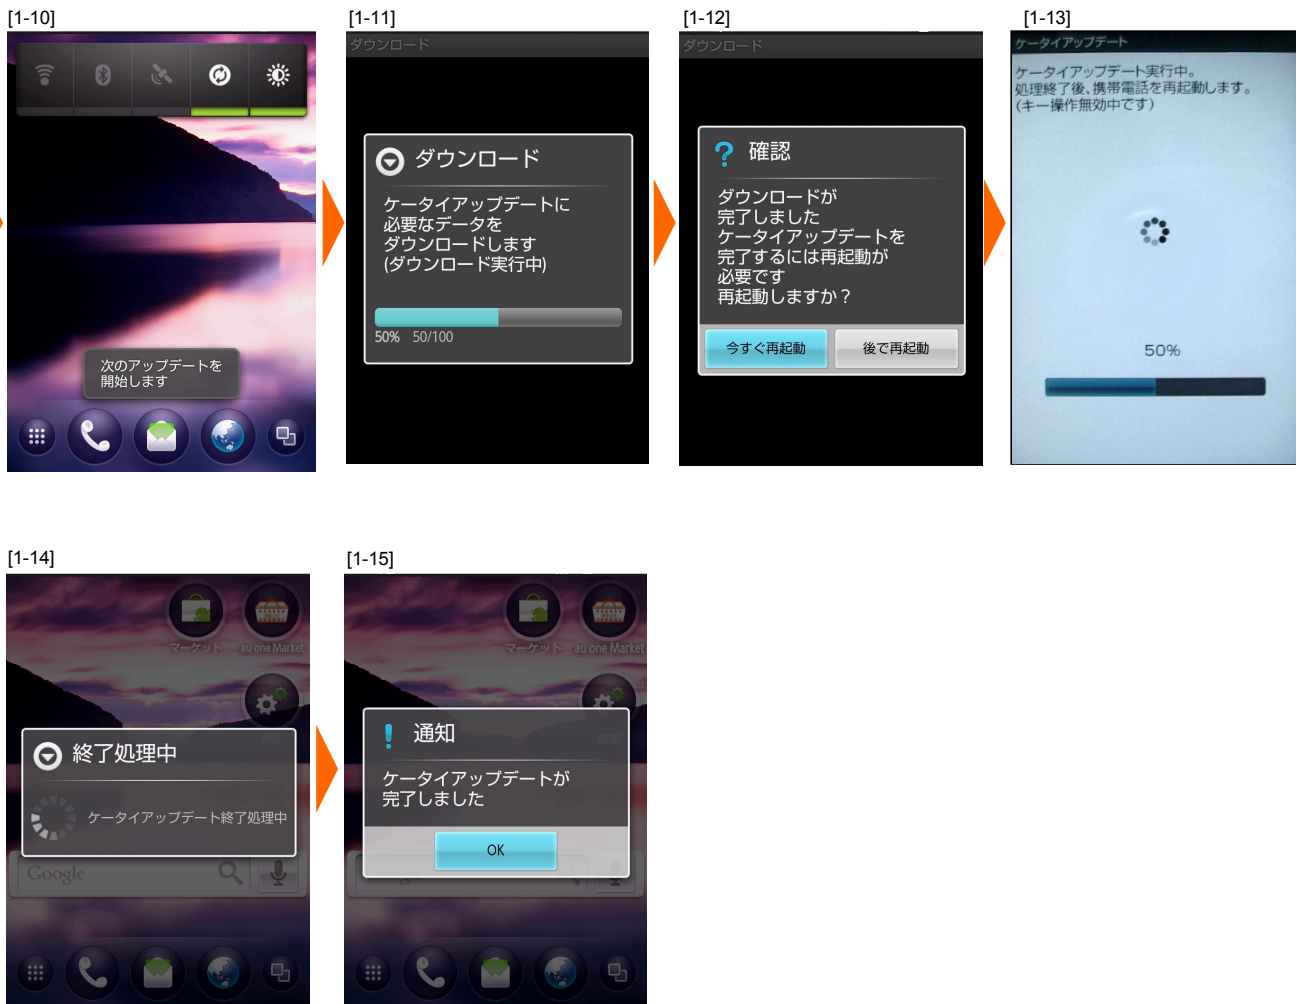 [1-10]
次のアップデートを
開始します
[1-11]
ダウンロード
ダウンロード
ケータイアップデートに
必要なデータを
ダウンロードします
(ダウンロード実行中)
50% 50/100
[1-12]
ダウンロード
確認
ダウンロードが
完了しました
ケータイアップデートを
完了するには再起動が
必要です
再起動しますか？
今すぐ再起動 後で再起動
[1-13]
ケータイアップデート
ケータイアップデート実行中。
処理終了後、携帯電話を再起動します。
(キー操作無効中です)
50%
[1-14]
マーケット au one Market
設定
終了処理中
ケータイアップデート終了処理中
Google
[1-15]
マーケット au one Market
設定
通知
ケータイアップデートが
完了しました
OK